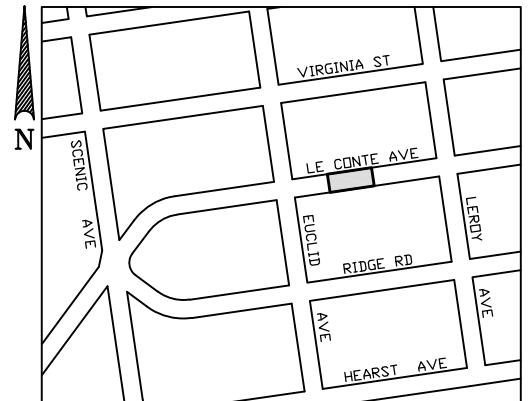 VIRGINIA ST
N
SCENIC AVE
LE CONTE AVE
EUCLID AVE
LEROY AVE
RIDGE RD
HEARST AVE